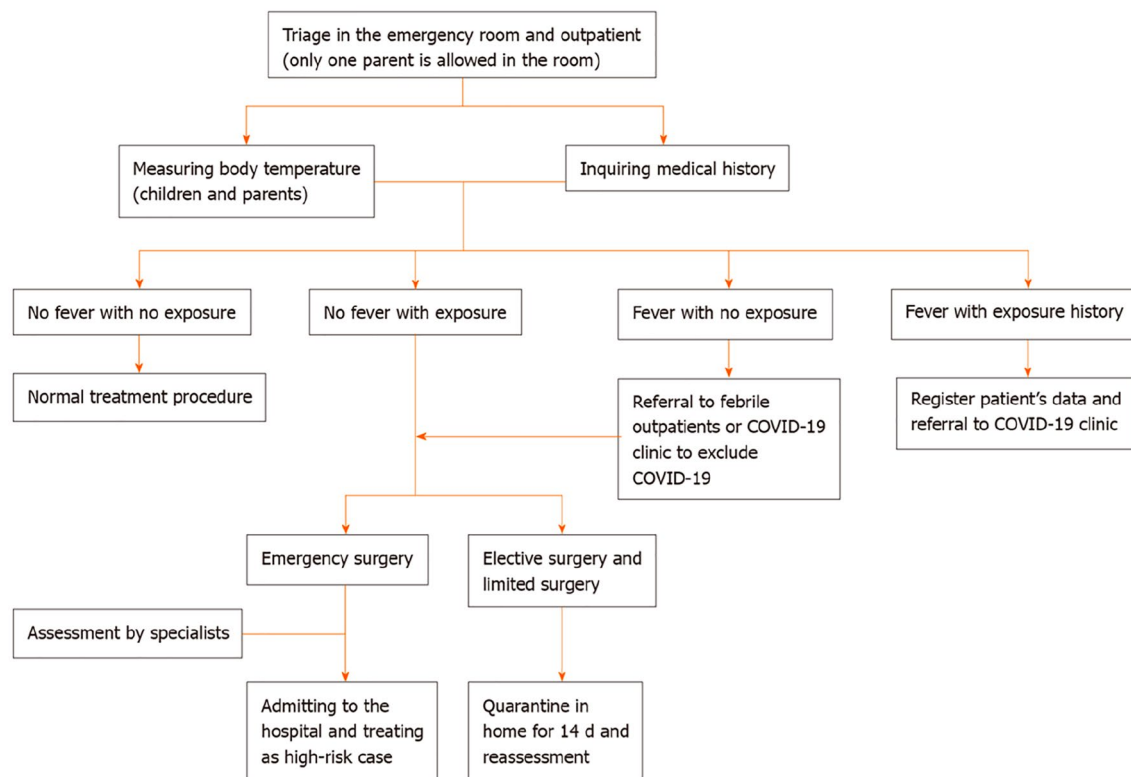 Triage in the emergency room and outpatient
(only one parent is allowed in the room)
Measuring body temperature
(children and parents)
Inquiring medical history
No fever with no exposure
No fever with exposure
Fever with no exposure
Fever with exposure history
Normal treatment procedure
Referral to febrile
outpatients or COVID-19
clinic to exclude
COVID-19
Register patient's data and
referral to COVID-19 clinic
Emergency surgery
Elective surgery and
limited surgery
Assessment by specialists
Admitting to the
hospital and treating
as high-risk case
Quarantine in
home for 14 d and
reassessment